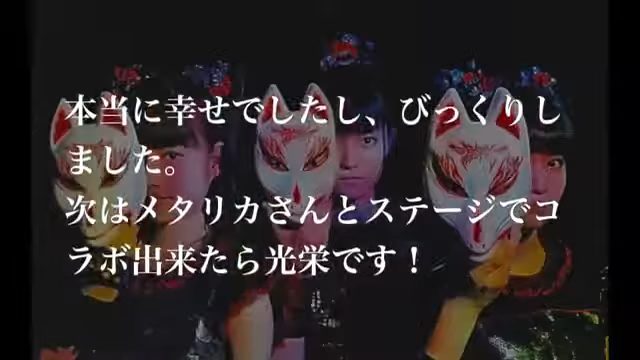 本当に幸せでしたし、びっくりし
ました。
次はメタリカさんとステージでコ
ラボ出来たら光栄です！